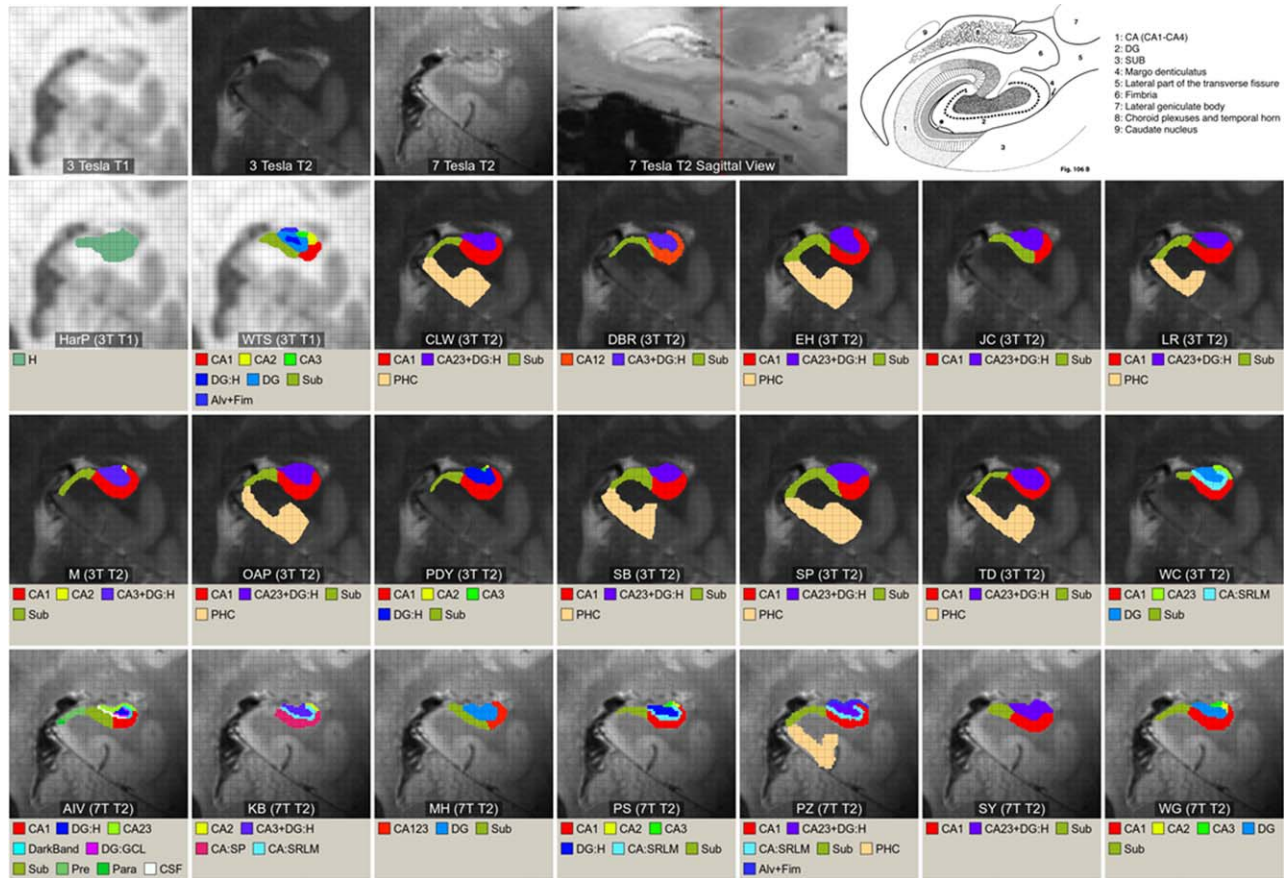 3 Tesla T1
3 Tesla T2
7 Tesla T2
7 Tesla T2 Sagittal View
9
8
7
6
5
4
1
2
3
Fig. 106 B
1: CA (CA1-CA4)
2: DG
3: SUB
4: Margo denticulatus
5: Lateral part of the transverse fissure
6: Fimbria
7: Lateral geniculate body
8: Choroid plexuses and temporal horn
9: Caudate nucleus
HarP (3T T1)
H
WTS (3T T1)
CA1 CA2 CA3
DG:H DG Sub
Alv+Fim
CLW (3T T2)
CA1 CA23+DG:H Sub
PHC
DBR (3T T2)
CA12 CA3+DG:H Sub
EH (3T T2)
CA1 CA23+DG:H Sub
PHC
JC (3T T2)
CA1 CA23+DG:H Sub
LR (3T T2)
CA1 CA23+DG:H Sub
PHC
M (3T T2)
CA1 CA2 CA3+DG:H
Sub
OAP (3T T2)
CA1 CA23+DG:H Sub
PHC
PDY (3T T2)
CA1 CA2 CA3
DG:H Sub
SB (3T T2)
CA1 CA23+DG:H Sub
PHC
SP (3T T2)
CA1 CA23+DG:H Sub
PHC
TD (3T T2)
CA1 CA23+DG:H Sub
PHC
WC (3T T2)
CA1 CA23 CA:SRLM
DG Sub
AIV (7T T2)
CA1 DG:H CA23
DarkBand DG:GCL
Sub Pre Para CSF
KB (7T T2)
CA2 CA3+DG:H
CA:SP CA:SRLM
MH (7T T2)
CA123 DG Sub
PS (7T T2)
CA1 CA2 CA3
DG:H CA:SRLM Sub
PZ (7T T2)
CA1 CA23+DG:H
CA:SRLM Sub PHC
Alv+Fim
SY (7T T2)
CA1 CA23+DG:H Sub
WG (7T T2)
CA1 CA2 CA3 DG
Sub